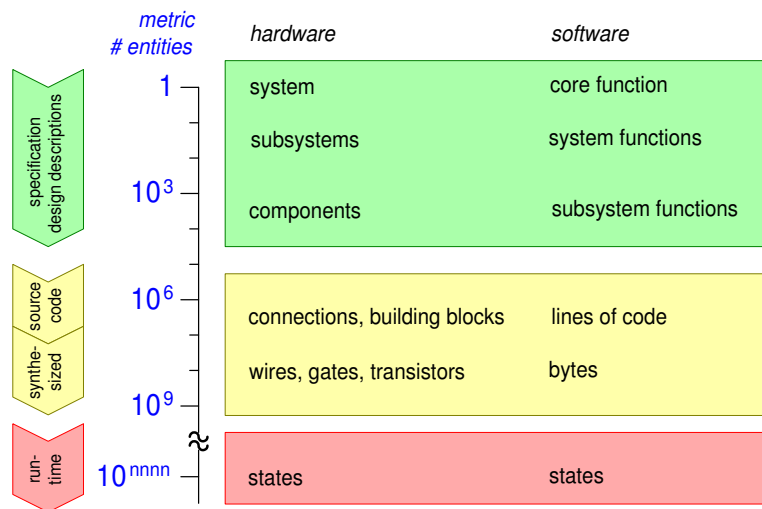 metric
# entities
hardware
software
specification
design descriptions
1
system
core function
subsystems
system functions
10³
components
subsystem functions
source
code
10⁶
connections, building blocks
lines of code
synthe-
sized
wires, gates, transistors
bytes
10⁹
run-
time
10ⁿⁿⁿⁿ
states
states